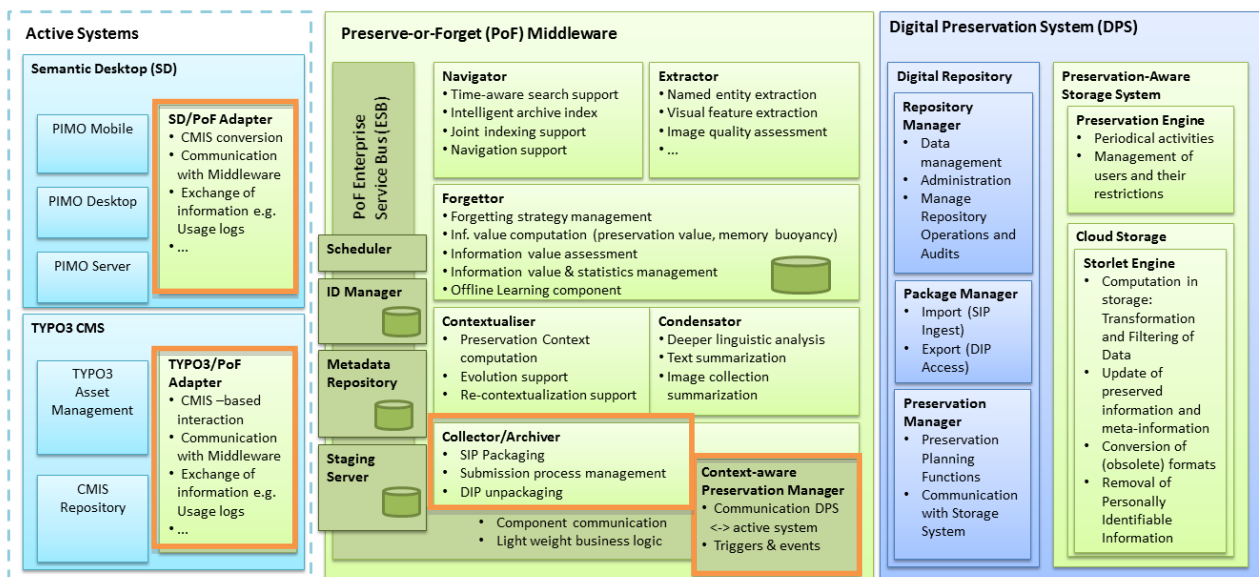 Active Systems
Semantic Desktop (SD)
PIMO Mobile
PIMO Desktop
PIMO Server
SD/PoF Adapter
• CMIS conversion
• Communication
with Middleware
• Exchange of
information e.g.
Usage logs
• ...
TYPO3 CMS
TYPO3
Asset
Management
CMIS
Repository
TYPO3/PoF
Adapter
• CMIS –based
interaction
• Communication
with Middleware
• Exchange of
information e.g.
Usage logs
• ...
Preserve-or-Forget (PoF) Middleware
PoF Enterprise
Service Bus (ESB)
Scheduler
ID Manager
Metadata
Repository
Staging
Server
Navigator
• Time-aware search support
• Intelligent archive index
• Joint indexing support
• Navigation support
Extractor
• Named entity extraction
• Visual feature extraction
• Image quality assessment
• ...
Forgettor
• Forgetting strategy management
• Inf. value computation (preservation value, memory buoyancy)
• Information value assessment
• Information value & statistics management
• Offline Learning component
Contextualiser
• Preservation Context
computation
• Evolution support
• Re-contextualization support
Condensator
• Deeper linguistic analysis
• Text summarization
• Image collection
summarization
Collector/Archiver
• SIP Packaging
• Submission process management
• DIP unpackaging
• Component communication
• Light weight business logic
Context-aware
Preservation Manager
• Communication DPS
<-> active system
• Triggers & events
Digital Preservation System (DPS)
Digital Repository
Repository
Manager
• Data
management
• Administration
• Manage
Repository
Operations and
Audits
Package Manager
• Import (SIP
Ingest)
• Export (DIP
Access)
Preservation
Manager
• Preservation
Planning
Functions
• Communication
with Storage
System
Preservation-Aware
Storage System
Preservation Engine
• Periodical activities
• Management of
users and their
restrictions
Cloud Storage
Storlet Engine
• Computation in
storage:
Transformation
and Filtering of
Data
• Update of
preserved
information and
meta-information
• Conversion of
(obsolete) formats
• Removal of
Personally
Identifiable
Information